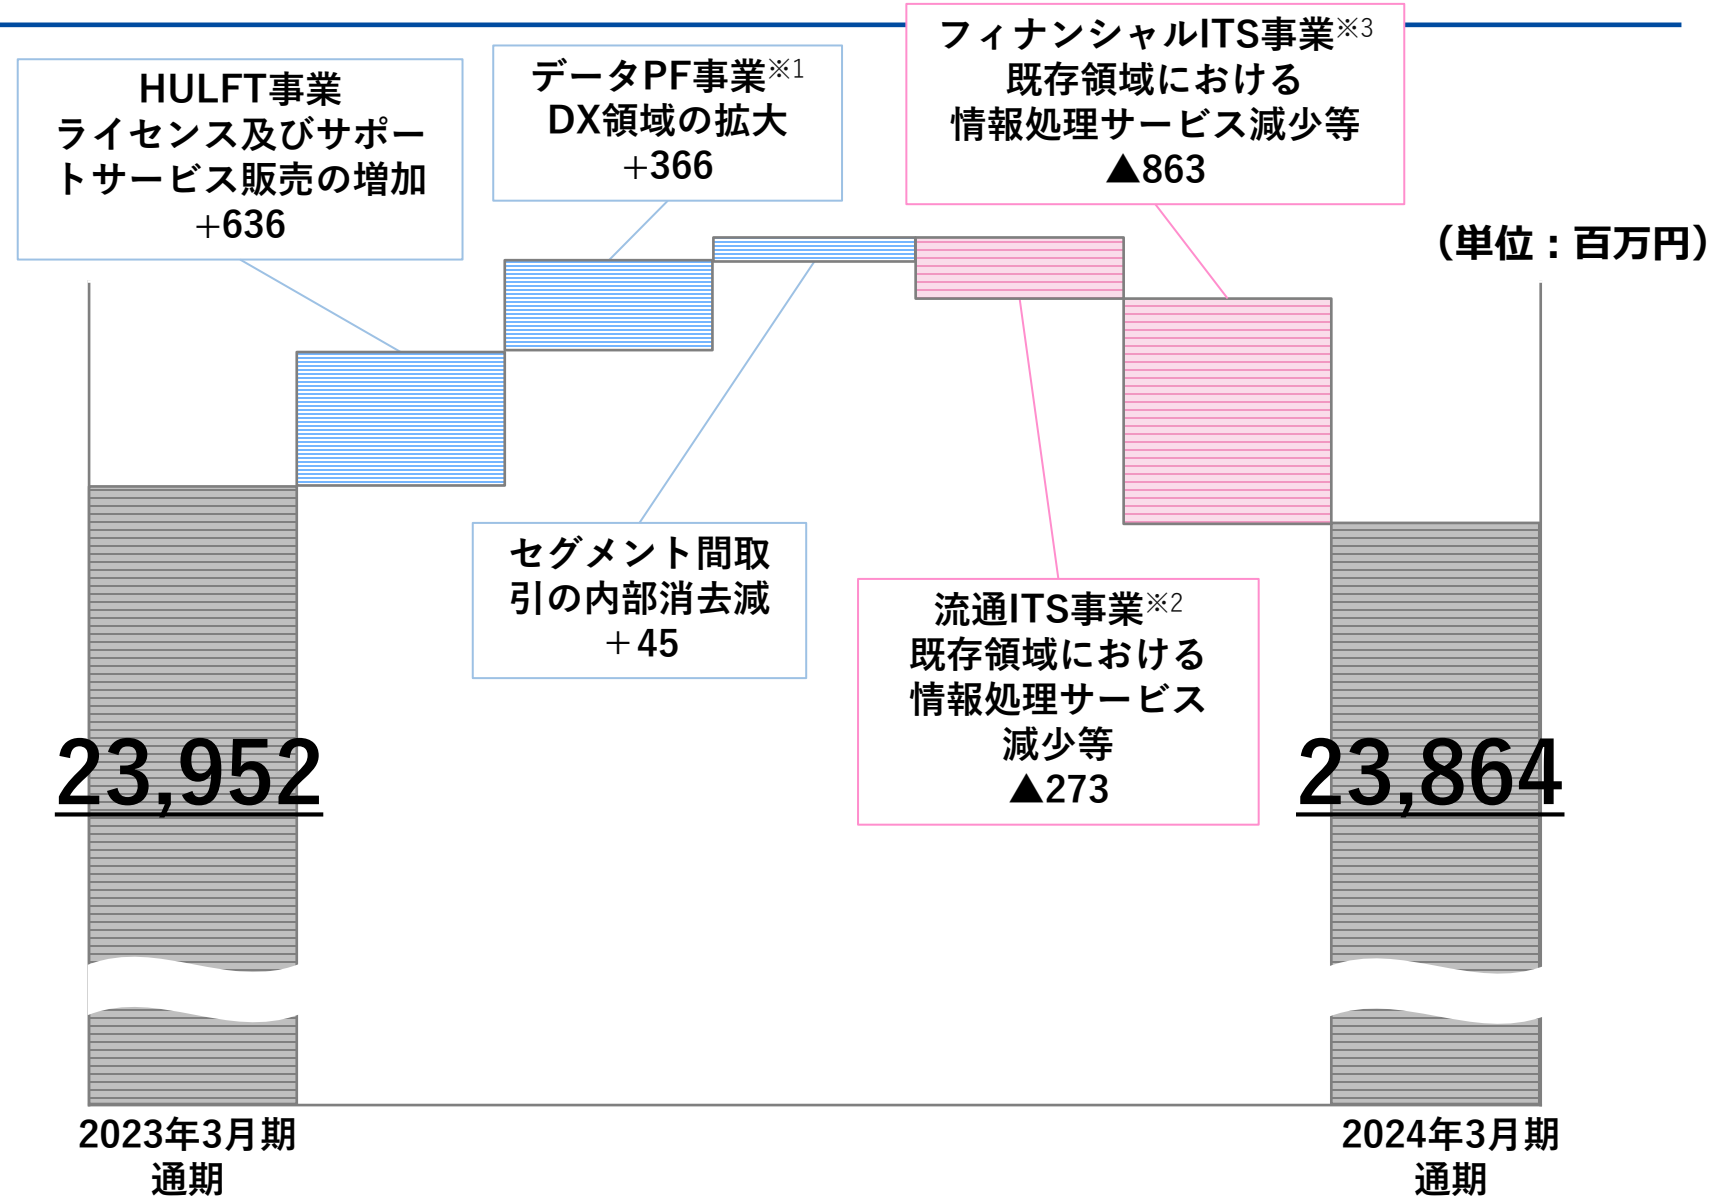 HULFT事業
ライセンス及びサポー
トサービス販売の増加
+636
データPF事業※1
DX領域の拡大
+366
フィナンシャルITS事業※3
既存領域における
情報処理サービス減少等
▲863
（単位：百万円）
セグメント間取
引の内部消去減
+45
流通ITS事業※2
既存領域における
情報処理サービス
減少等
▲273
23,952
23,864
2023年3月期
通期
2024年3月期
通期